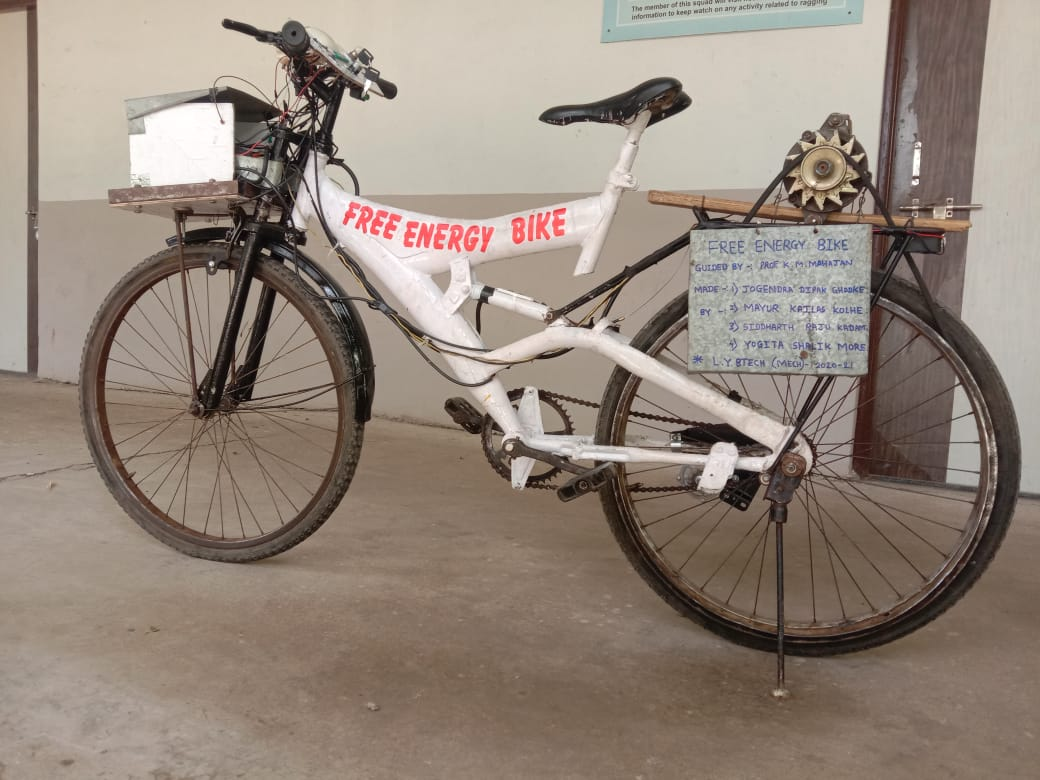 The member of this squad will visit
information to keep watch on any activity related to ragging
FREE ENERGY BIKE
FREE ENERGY BIKE
GUIDED BY -: PROF K.M. MAHAJAN
MADE -: 1) JOGENDRA DIPAK GHODKE
BY -: 2) MAYUR KAILAS KOLHE.
3) SIDDHARTH RAJU KADAM.
4) YOGITA SHALIK MORE.
* L.Y. BTECH (MECH)- 2020-21